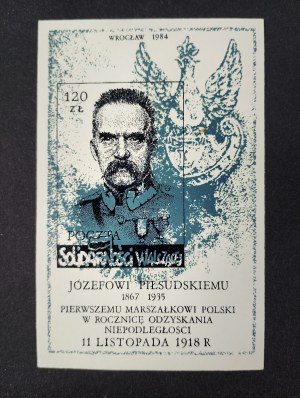 WROCŁAW 1984
120
ZŁ
POCZTA
Solidarności Walczącej
JÓZEFOWI PIŁSUDSKIEMU
1867 1935
PIERWSZEMU MARSZAŁKOWI POLSKI
W ROCZNICĘ ODZYSKANIA
NIEPODLEGŁOŚCI
11 LISTOPADA 1918 R